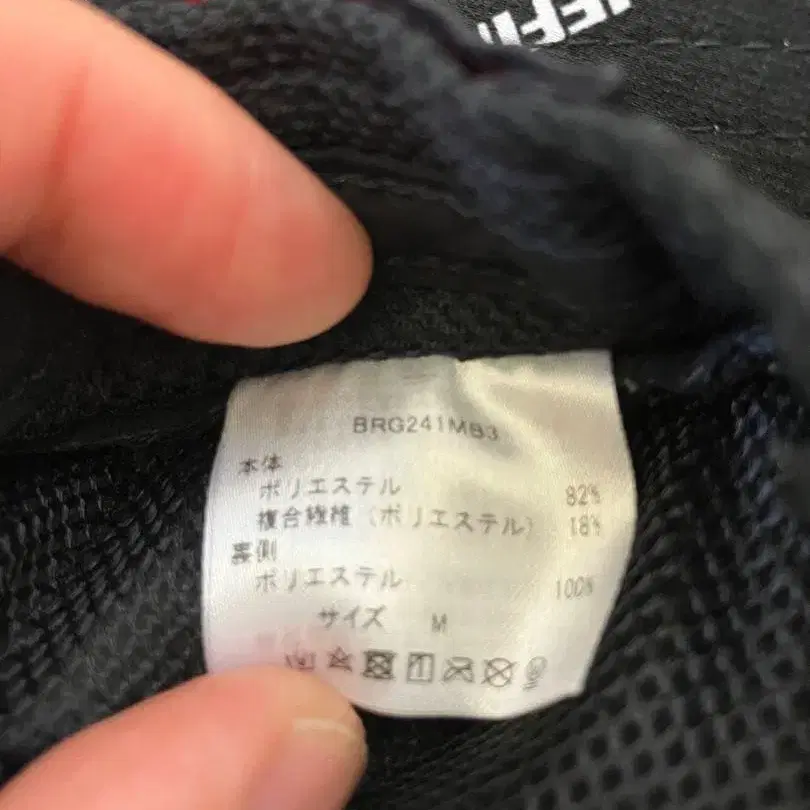 BRG241MB3
本体
ポリエステル 82%
複合繊維(ポリエステル) 18%
裏側
ポリエステル 100%
サイズ M